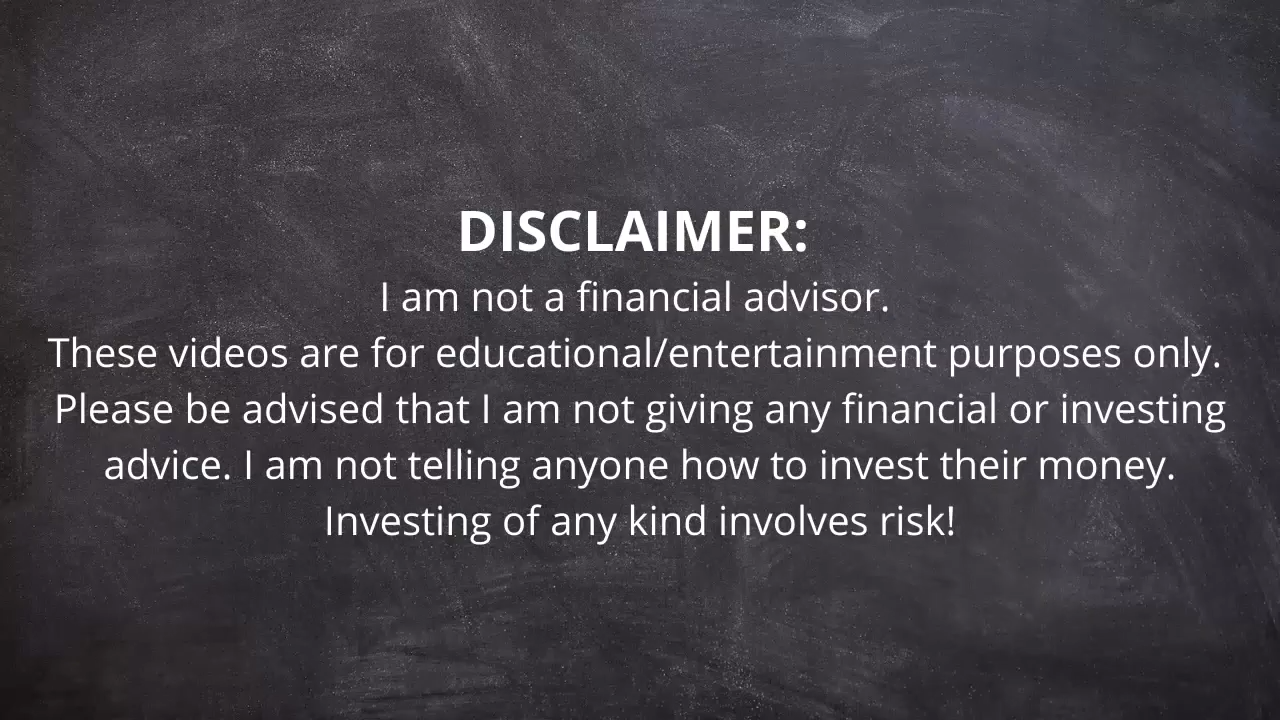 DISCLAIMER:
I am not a financial advisor.
These videos are for educational/entertainment purposes only.
Please be advised that I am not giving any financial or investing
advice. I am not telling anyone how to invest their money.
Investing of any kind involves risk!